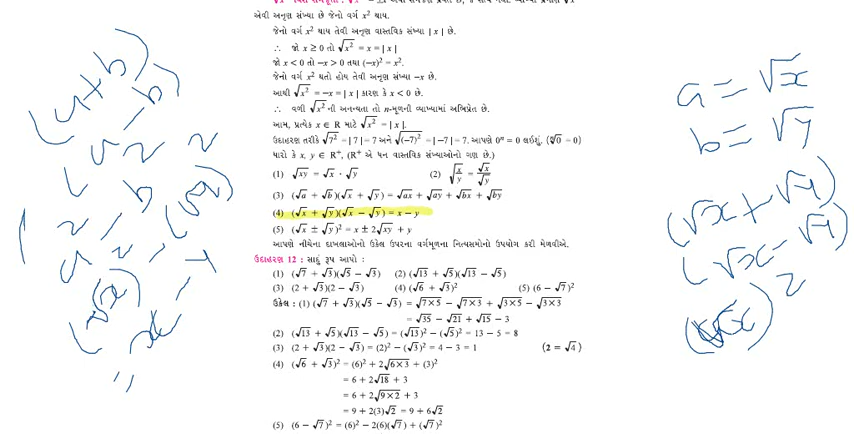 એવી અનૃણ સંખ્યા છે જેનો વર્ગ x² થાય.
જેનો વર્ગ x² થાય તેવી અનૃણ વાસ્તવિક સંખ્યા | x | છે.
∴ જો x ≥ 0 તો √x² = x = | x |
જો x < 0 તો –x > 0 તથા (–x)² = x².
જેનો વર્ગ x² થતો હોય તેવી અનૃણ સંખ્યા –x છે.
આથી √x² = –x = | x | કારણ કે x < 0 છે.
∴ વળી √x² ની અનન્યતા તો n-મૂળની વ્યાખ્યામાં અભિપ્રેત છે.
આમ, પ્રત્યેક x ∈ R માટે √x² = | x |.
ઉદાહરણ તરીકે √7² = | 7 | = 7 અને √(–7)² = | –7 | = 7. આપણે 0ⁿ = 0 લઈશું. (ⁿ√0 = 0)
ધારો કે x, y ∈ R⁺, (R⁺ એ ધન વાસ્તવિક સંખ્યાઓનો ગણ છે.)
(1) √xy = √x · √y (2) √(x/y) = √x/√y
(3) (√a + √b)(√x + √y) = √ax + √ay + √bx + √by
(4) (√x + √y)(√x – √y) = x – y
(5) (√x ± √y)² = x ± 2√xy + y
આપણે નીચેના દાખલાઓનો ઉકેલ ઉપરના વર્ગમૂળના નિત્યસમોનો ઉપયોગ કરી મેળવીએ.
ઉદાહરણ 12 : સાદું રૂપ આપો :
(1) (√7 + √3)(√5 – √3) (2) (√13 + √5)(√13 – √5)
(3) (2 + √3)(2 – √3) (4) (√6 + √3)² (5) (6 – √7)²
ઉકેલ : (1) (√7 + √3)(√5 – √3) = √7×5 – √7×3 + √3×5 – √3×3
= √35 – √21 + √15 – 3
(2) (√13 + √5)(√13 – √5) = (√13)² – (√5)² = 13 – 5 = 8
(3) (2 + √3)(2 – √3) = (2)² – (√3)² = 4 – 3 = 1 (2 = √4)
(4) (√6 + √3)² = (6)² + 2√6×3 + (3)²
= 6 + 2√18 + 3
= 6 + 2√9×2 + 3
= 9 + 2(3)√2 = 9 + 6√2
(5) (6 – √7)² = (6)² – 2(6)(√7) + (√7)²
a = √x